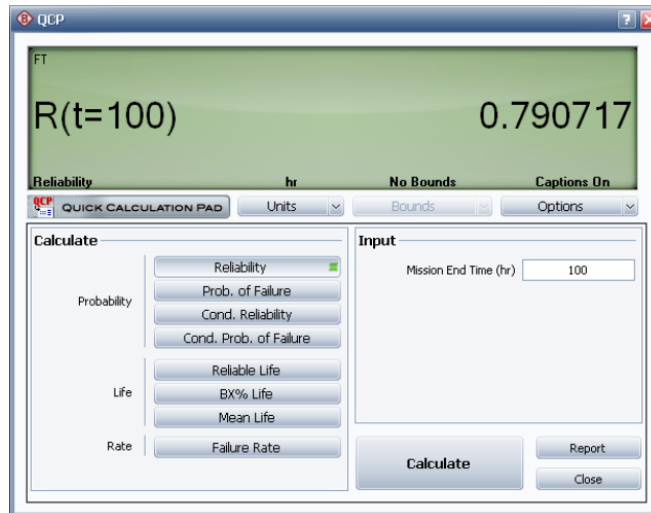 QCP
FT
R(t=100) 0.790717
Reliability hr No Bounds Captions On
QCP QUICK CALCULATION PAD Units Bounds Options
Calculate
Probability
Reliability
Prob. of Failure
Cond. Reliability
Cond. Prob. of Failure
Life
Reliable Life
BX% Life
Mean Life
Rate
Failure Rate
Input
Mission End Time (hr) 100
Calculate
Report
Close